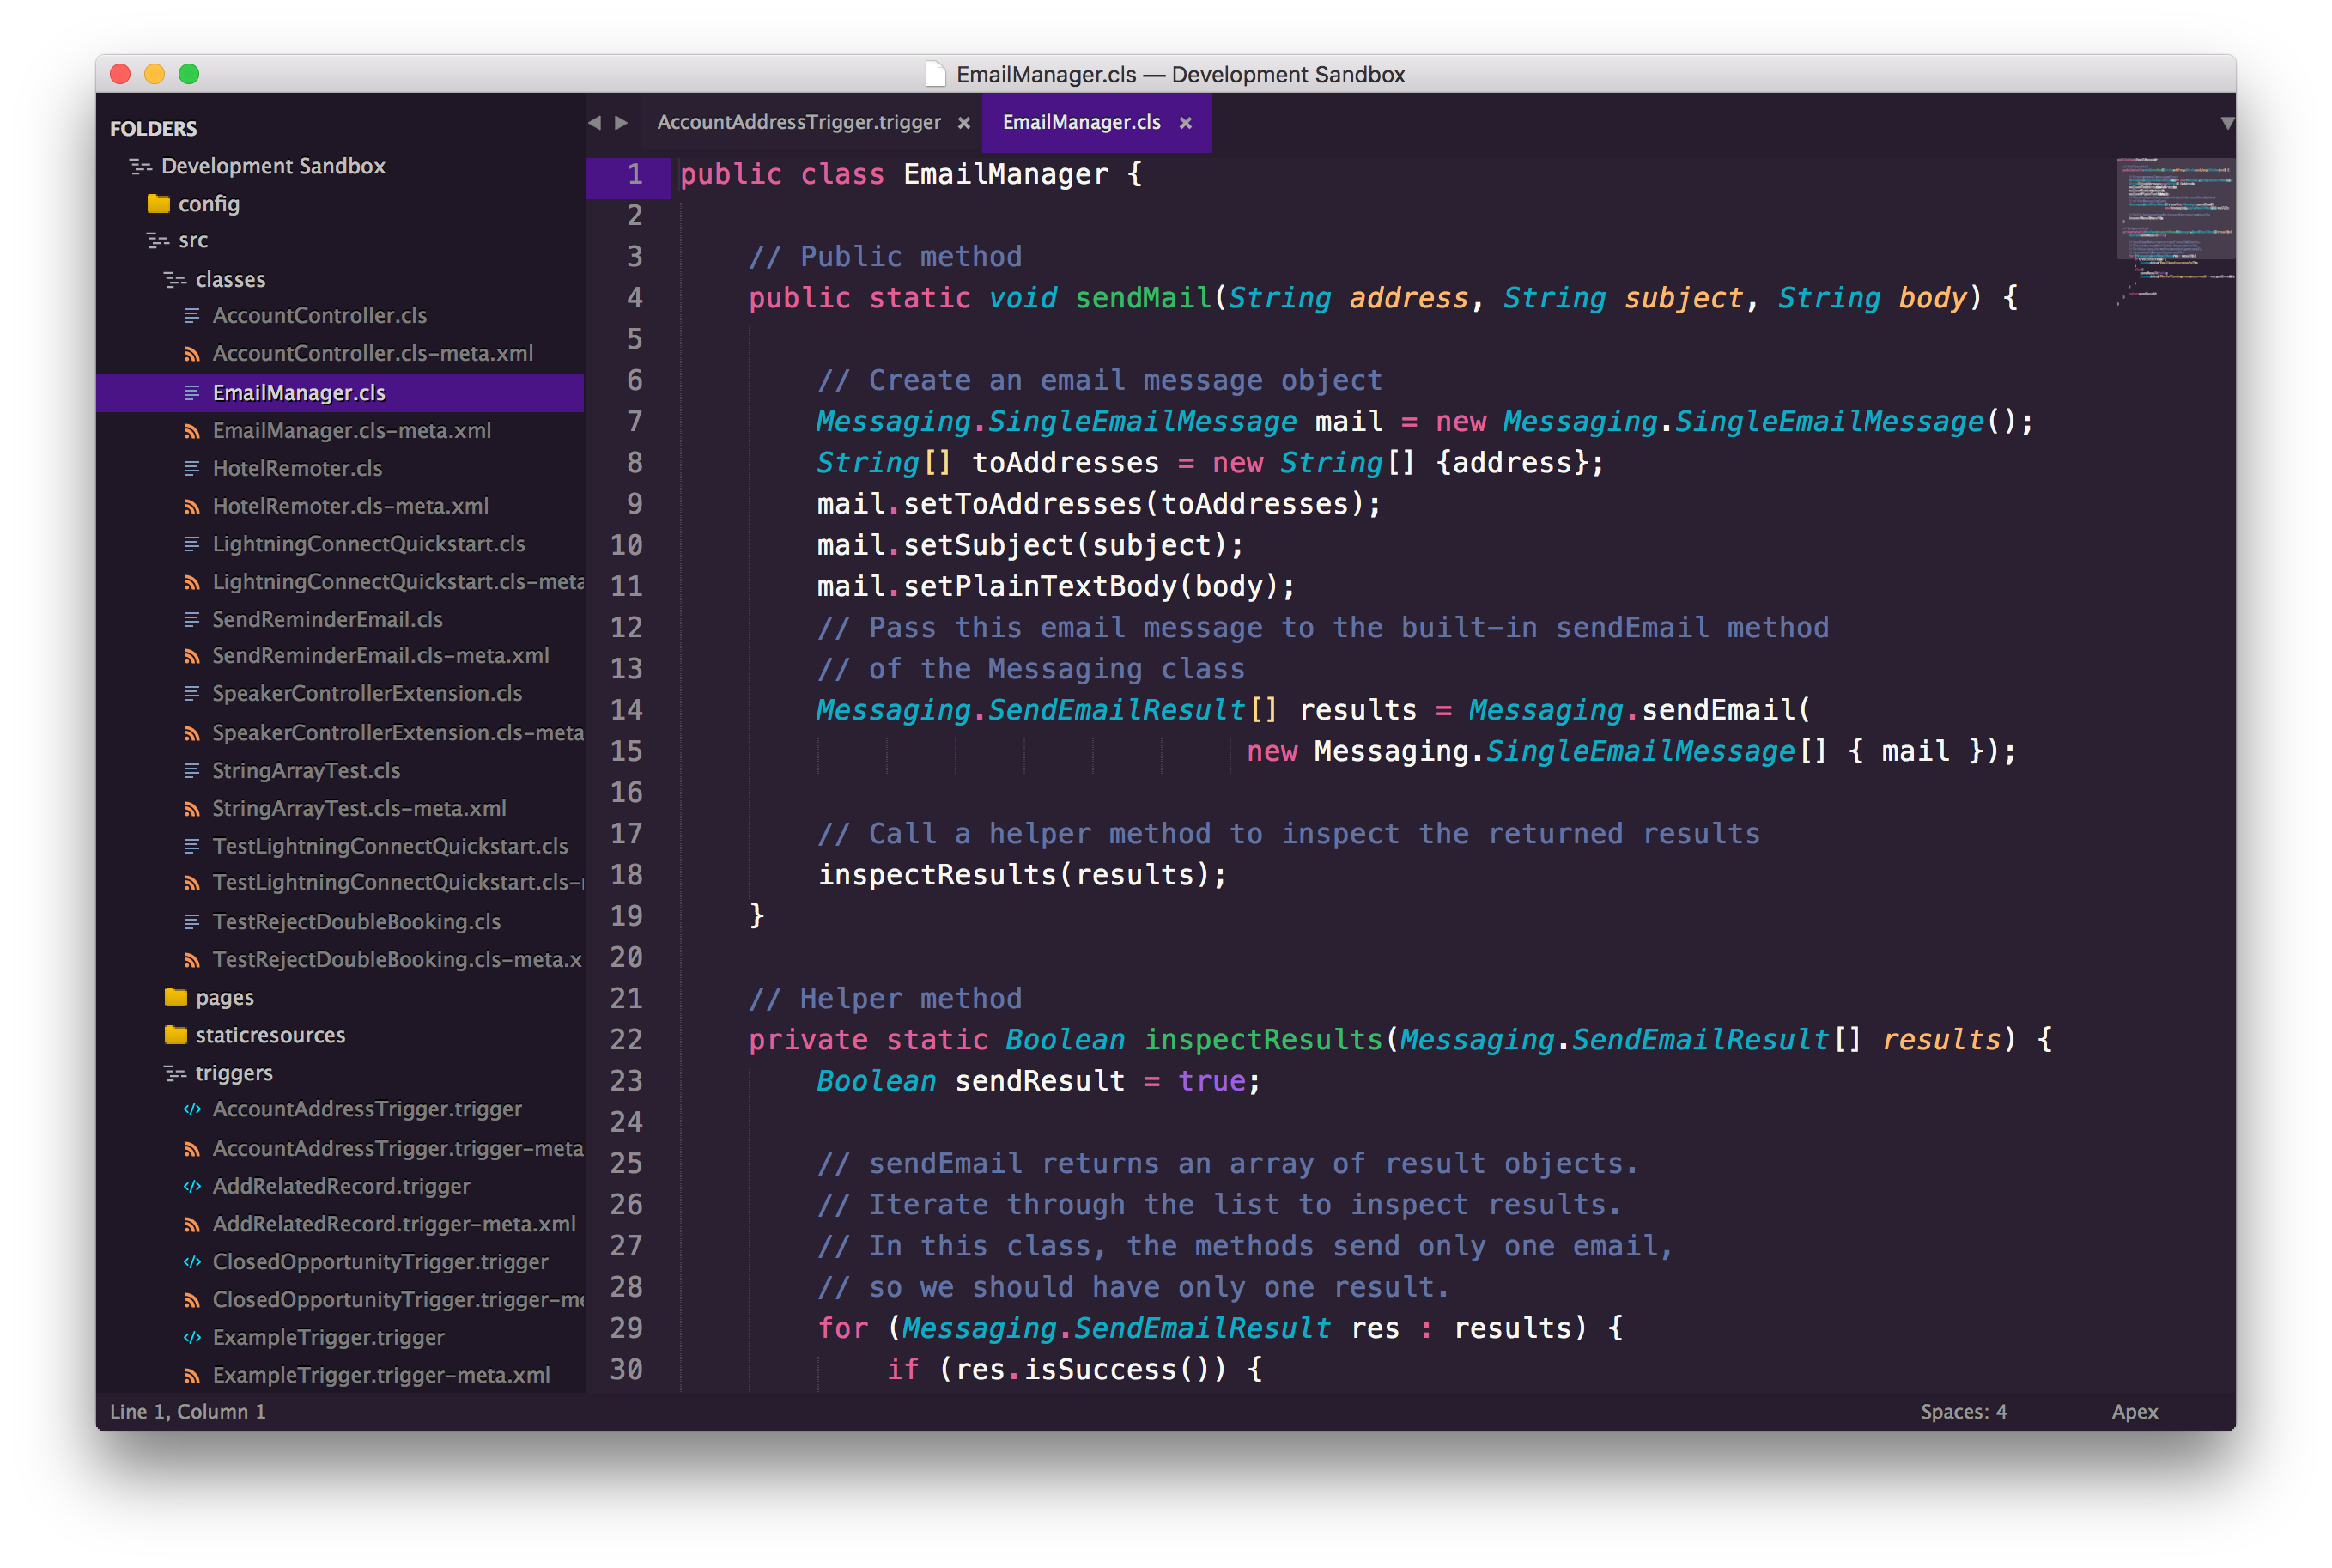 EmailManager.cls — Development Sandbox
FOLDERS
Development Sandbox
config
src
classes
AccountController.cls
AccountController.cls-meta.xml
EmailManager.cls
EmailManager.cls-meta.xml
HotelRemoter.cls
HotelRemoter.cls-meta.xml
LightningConnectQuickstart.cls
LightningConnectQuickstart.cls-meta
SendReminderEmail.cls
SendReminderEmail.cls-meta.xml
SpeakerControllerExtension.cls
SpeakerControllerExtension.cls-meta
StringArrayTest.cls
StringArrayTest.cls-meta.xml
TestLightningConnectQuickstart.cls
TestLightningConnectQuickstart.cls-
TestRejectDoubleBooking.cls
TestRejectDoubleBooking.cls-meta.x
pages
staticresources
triggers
AccountAddressTrigger.trigger
AccountAddressTrigger.trigger-meta
AddRelatedRecord.trigger
AddRelatedRecord.trigger-meta.xml
ClosedOpportunityTrigger.trigger
ClosedOpportunityTrigger.trigger-me
ExampleTrigger.trigger
ExampleTrigger.trigger-meta.xml
AccountAddressTrigger.trigger × EmailManager.cls ×
1 public class EmailManager {
2
3 // Public method
4 public static void sendMail(String address, String subject, String body) {
5
6 // Create an email message object
7 Messaging.SingleEmailMessage mail = new Messaging.SingleEmailMessage();
8 String[] toAddresses = new String[] {address};
9 mail.setToAddresses(toAddresses);
10 mail.setSubject(subject);
11 mail.setPlainTextBody(body);
12 // Pass this email message to the built-in sendEmail method
13 // of the Messaging class
14 Messaging.SendEmailResult[] results = Messaging.sendEmail(
15 new Messaging.SingleEmailMessage[] { mail });
16
17 // Call a helper method to inspect the returned results
18 inspectResults(results);
19 }
20
21 // Helper method
22 private static Boolean inspectResults(Messaging.SendEmailResult[] results) {
23 Boolean sendResult = true;
24
25 // sendEmail returns an array of result objects.
26 // Iterate through the list to inspect results.
27 // In this class, the methods send only one email,
28 // so we should have only one result.
29 for (Messaging.SendEmailResult res : results) {
30 if (res.isSuccess()) {
Line 1, Column 1
Spaces: 4 Apex